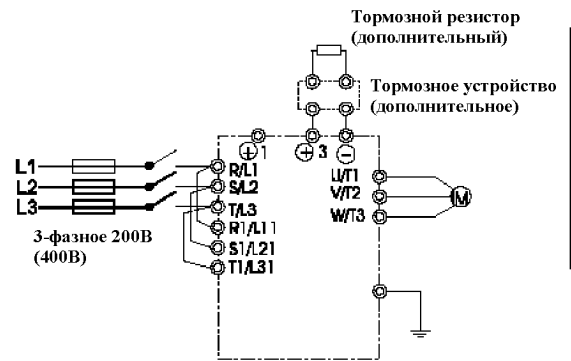 Тормозной резистор
(дополнительный)
Тормозное устройство
(дополнительное)
⊕1
⊕3
⊖
L1
L2
L3
R/L1
S/L2
T/L3
R1/L11
S1/L21
T1/L31
U/T1
V/T2
W/T3
M
3-фазное 200В
(400В)